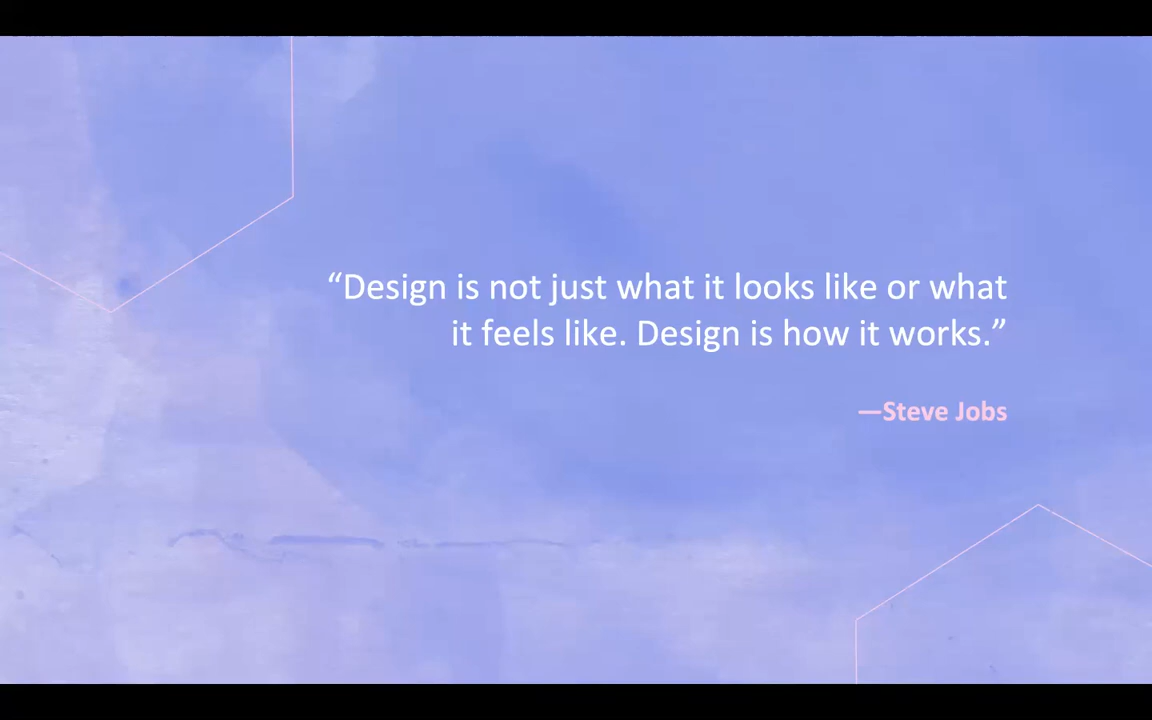 “Design is not just what it looks like or what
it feels like. Design is how it works.”
—Steve Jobs